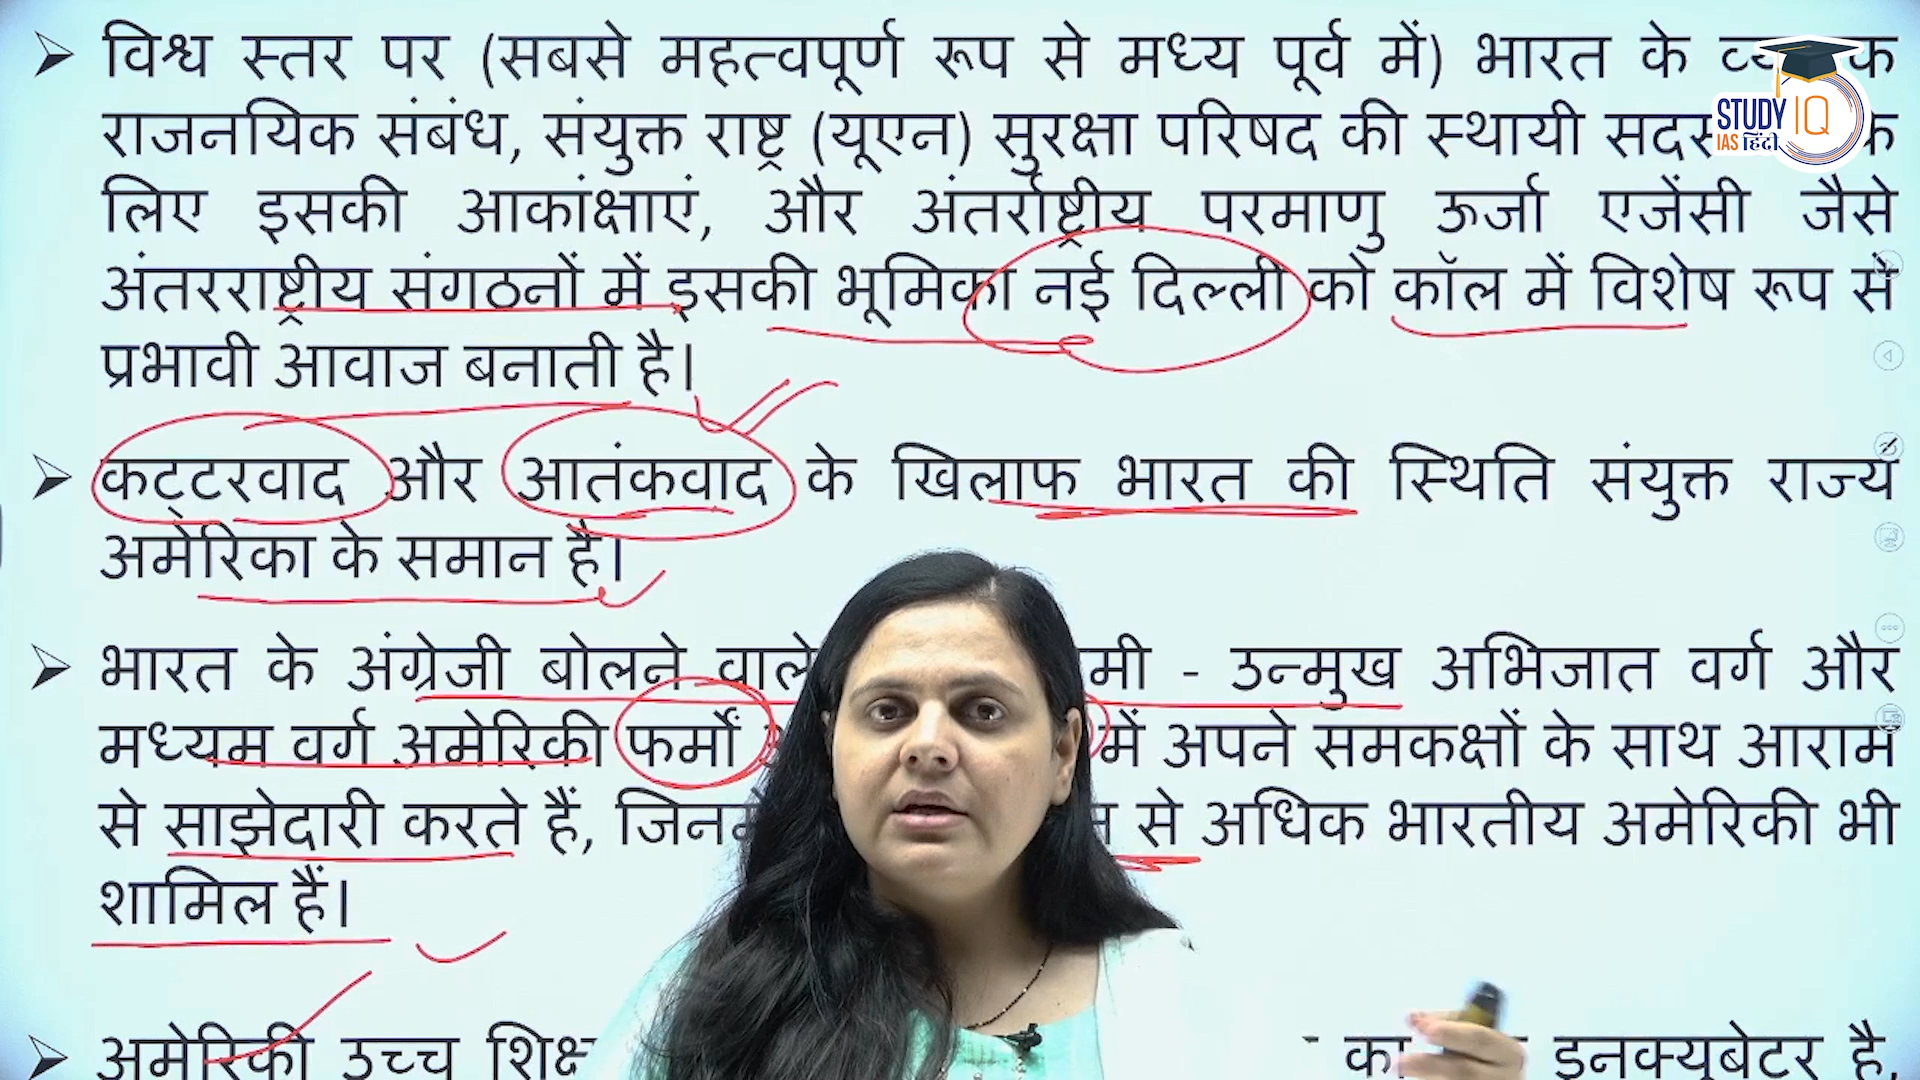 विश्व स्तर पर (सबसे महत्वपूर्ण रूप से मध्य पूर्व में) भारत के
राजनयिक संबंध, संयुक्त राष्ट्र (यूएन) सुरक्षा परिषद की स्थायी
लिए इसकी आकांक्षाएं, और अंतर्राष्ट्रीय परमाणु ऊर्जा एजेंसी जैसे
अंतरराष्ट्रीय संगठनों में इसकी भूमिका नई दिल्ली को कॉल में विशेष रूप से
प्रभावी आवाज बनाती है।
कट्टरवाद और आतंकवाद के खिलाफ भारत की स्थिति संयुक्त राज्य
अमेरिका के समान है।
भारत के अंग्रेजी बोलने वाले - उन्मुख अभिजात वर्ग और
मध्यम वर्ग अमेरिकी फर्मों में अपने समकक्षों के साथ आराम
से साझेदारी करते हैं, से अधिक भारतीय अमेरिकी भी
शामिल हैं।
अमेरिकी उच्च इनक्यूबेटर है,
STUDY IQ
IAS हिंदी